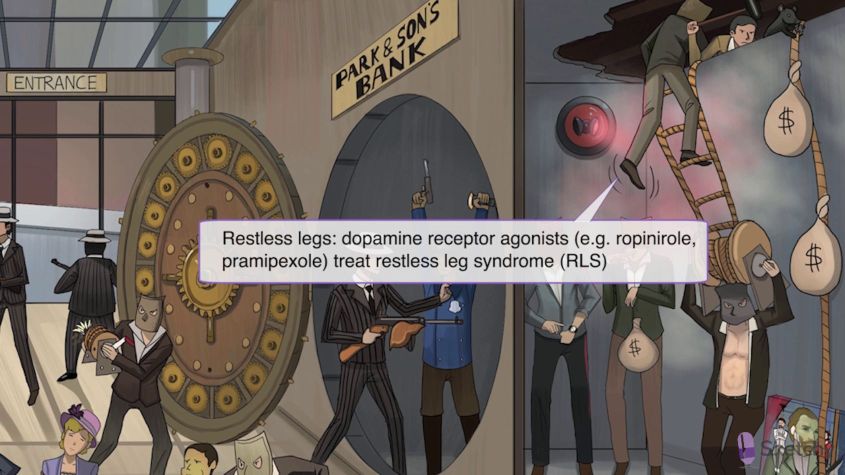 ENTRANCE
PARK & SON'S
BANK
$
$
Restless legs: dopamine receptor agonists (e.g. ropinirole,
pramipexole) treat restless leg syndrome (RLS)
$